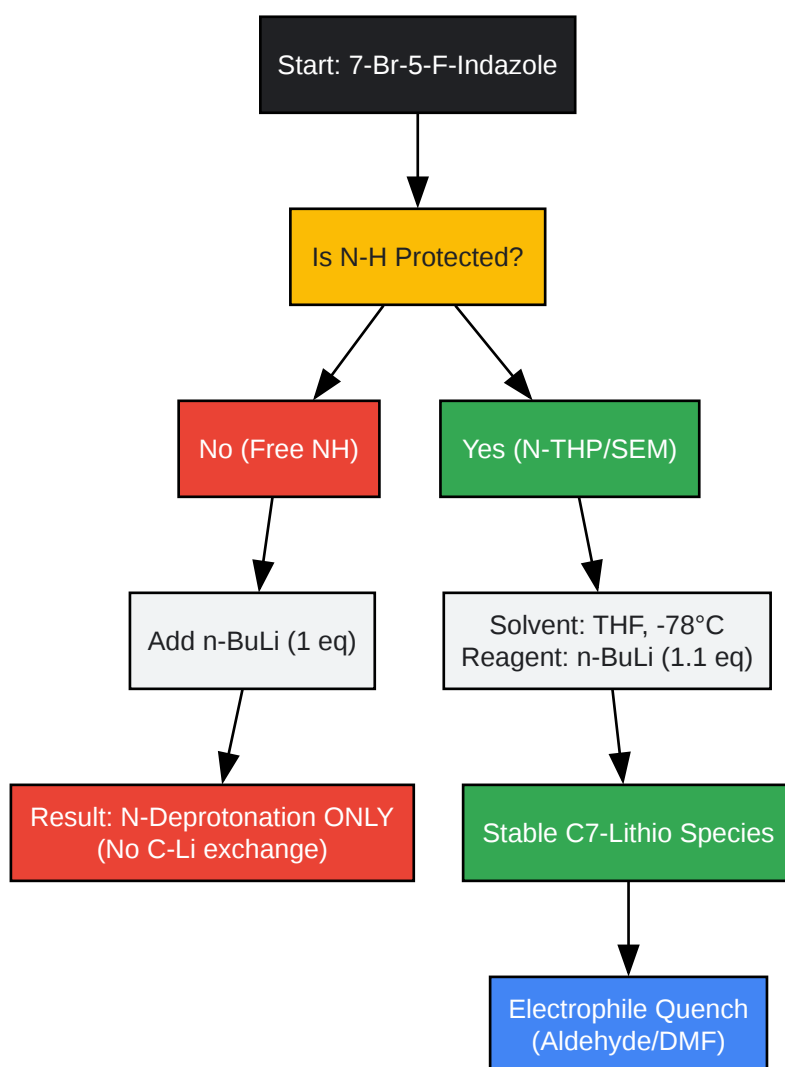 Start: 7-Br-5-F-Indazole
Is N-H Protected?
No (Free NH)
Yes (N-THP/SEM)
Add n-BuLi (1 eq)
Solvent: THF, -78°C
Reagent: n-BuLi (1.1 eq)
Result: N-Deprotonation ONLY
(No C-Li exchange)
Stable C7-Lithio Species
Electrophile Quench
(Aldehyde/DMF)